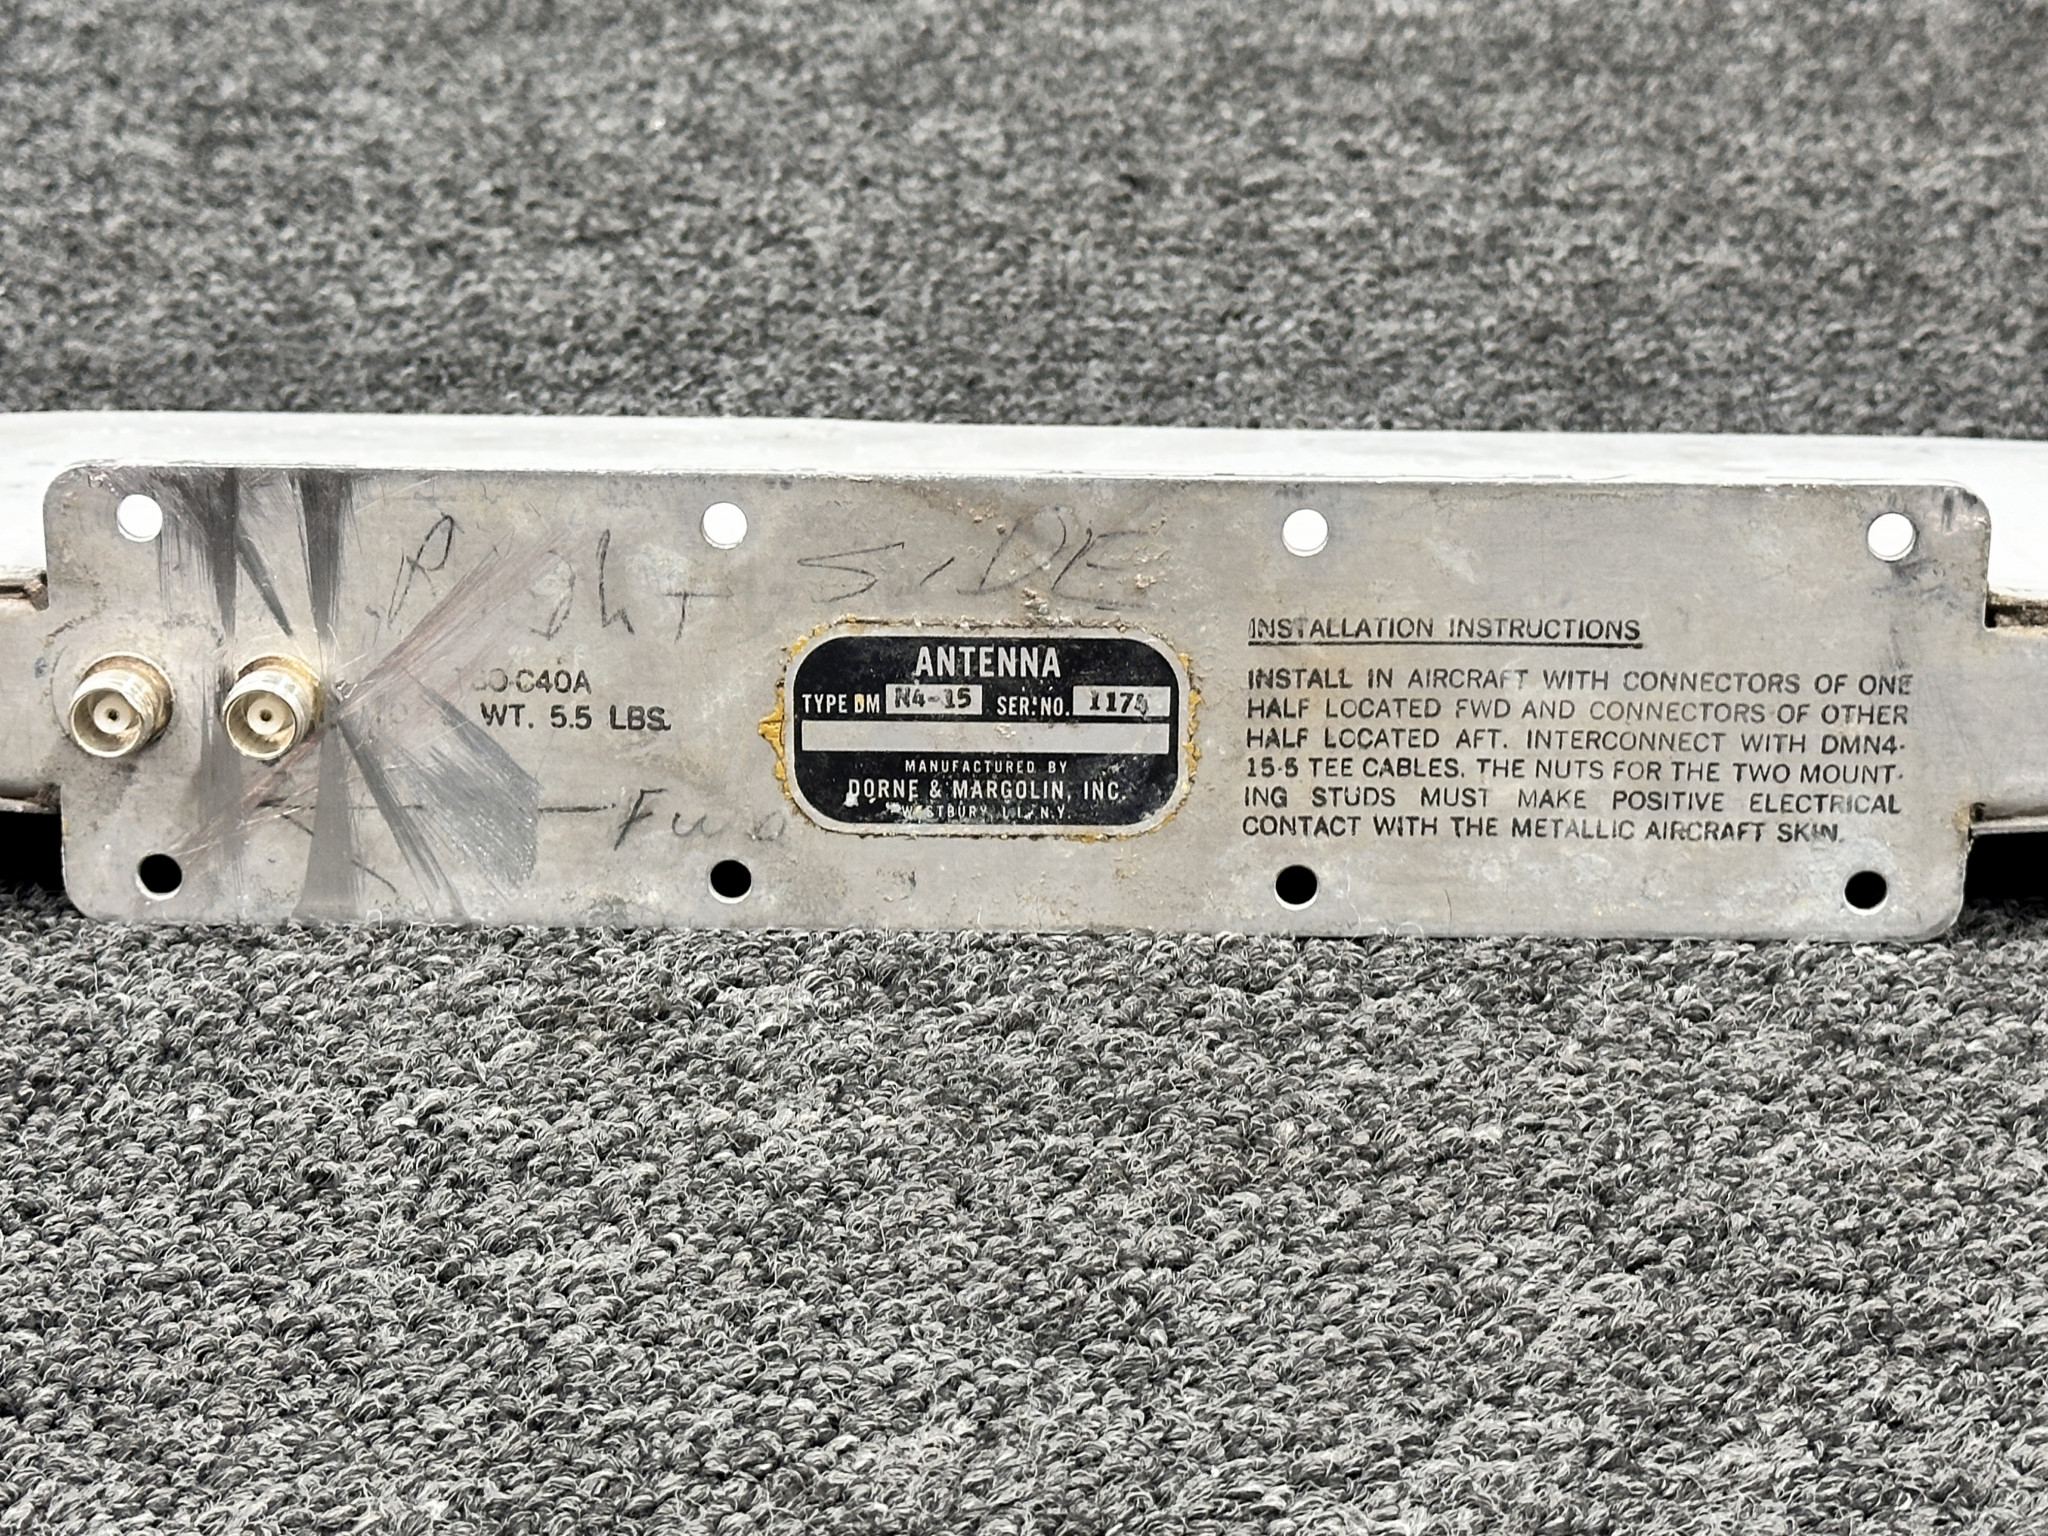 Right SIDE
C40A
WT. 5.5 LBS.
Fwd
ANTENNA
TYPE DM N4-15 SER. NO. 1174
MANUFACTURED BY
DORNE & MARGOLIN, INC.
WESTBURY, L.I., N.Y.
INSTALLATION INSTRUCTIONS
INSTALL IN AIRCRAFT WITH CONNECTORS OF ONE
HALF LOCATED FWD AND CONNECTORS OF OTHER
HALF LOCATED AFT. INTERCONNECT WITH DMN4-
15-5 TEE CABLES. THE NUTS FOR THE TWO MOUNT-
ING STUDS MUST MAKE POSITIVE ELECTRICAL
CONTACT WITH THE METALLIC AIRCRAFT SKIN.